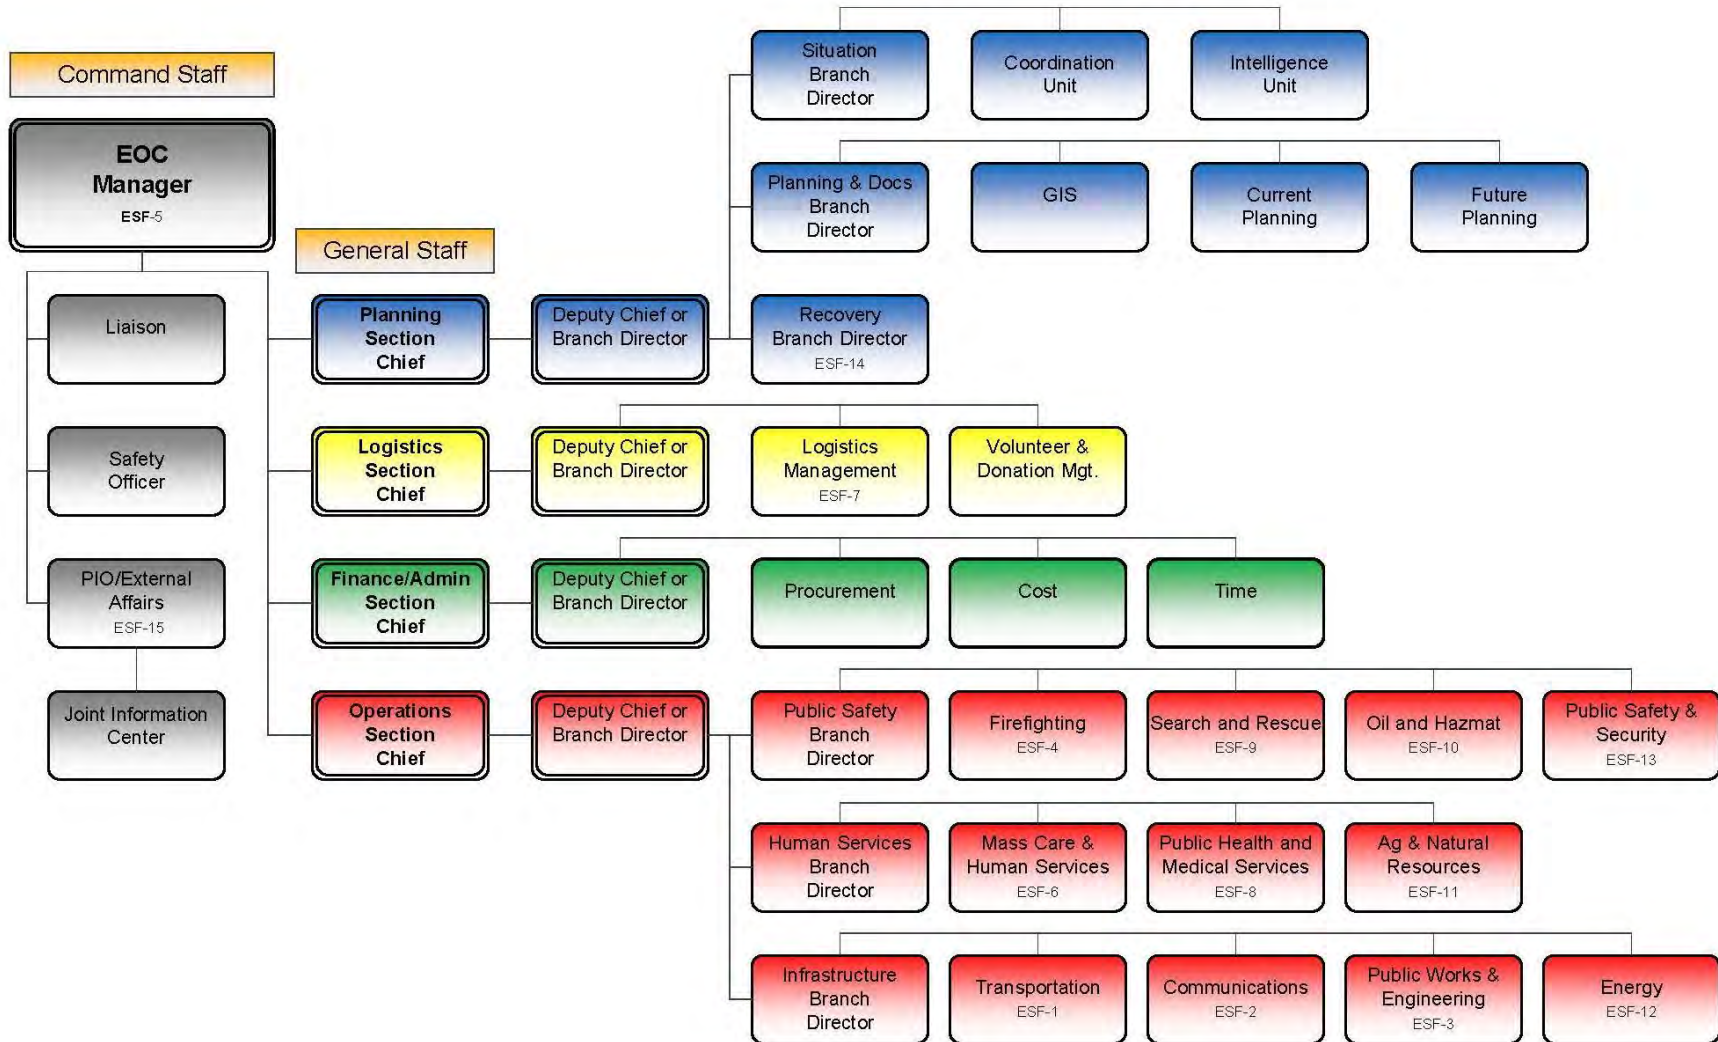 Command Staff
EOC
Manager
ESF-5
Liaison
Safety
Officer
PIO/External
Affairs
ESF-15
Joint Information
Center
General Staff
Situation
Branch
Director
Coordination
Unit
Intelligence
Unit
Planning & Docs
Branch
Director
GIS
Current
Planning
Future
Planning
Planning
Section
Chief
Deputy Chief or
Branch Director
Recovery
Branch Director
ESF-14
Logistics
Section
Chief
Deputy Chief or
Branch Director
Logistics
Management
ESF-7
Volunteer &
Donation Mgt.
Finance/Admin
Section
Chief
Deputy Chief or
Branch Director
Procurement
Cost
Time
Operations
Section
Chief
Deputy Chief or
Branch Director
Public Safety
Branch
Director
Firefighting
ESF-4
Search and Rescue
ESF-9
Oil and Hazmat
ESF-10
Public Safety &
Security
ESF-13
Human Services
Branch
Director
Mass Care &
Human Services
ESF-6
Public Health and
Medical Services
ESF-8
Ag & Natural
Resources
ESF-11
Infrastructure
Branch
Director
Transportation
ESF-1
Communications
ESF-2
Public Works &
Engineering
ESF-3
Energy
ESF-12